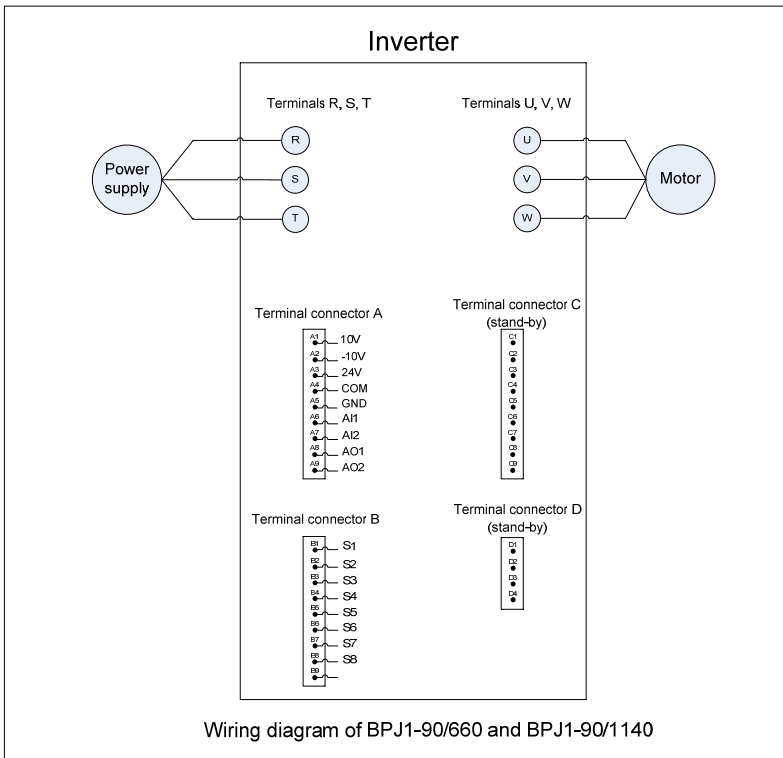 Inverter
Terminals R, S, T
Terminals U, V, W
Power
supply
R
S
T
U
V
W
Motor
Terminal connector A
A1 10V
A2 -10V
A3 24V
A4 COM
A5 GND
A6 AI1
A7 AI2
A8 AO1
A9 AO2
Terminal connector C
(stand-by)
C1
C2
C3
C4
C5
C6
C7
C8
C9
Terminal connector B
B1 S1
B2 S2
B3 S3
B4 S4
B5 S5
B6 S6
B7 S7
B8 S8
B9
Terminal connector D
(stand-by)
D1
D2
D3
D4
Wiring diagram of BPJ1-90/660 and BPJ1-90/1140